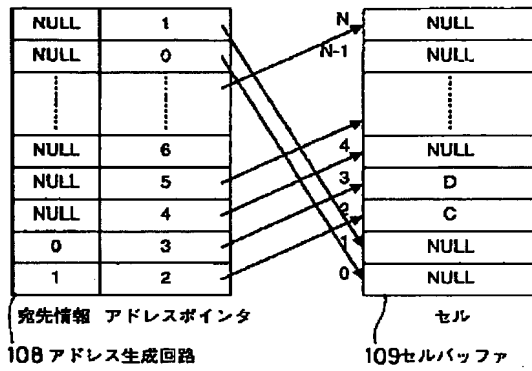 NULL 1 N NULL
NULL 0 N-1 NULL
NULL 6 4 NULL
NULL 5 3 D
NULL 4 2 C
0 3 1 NULL
1 2 0 NULL
宛先情報 アドレスポインタ セル
108 アドレス生成回路 109セルバッファ